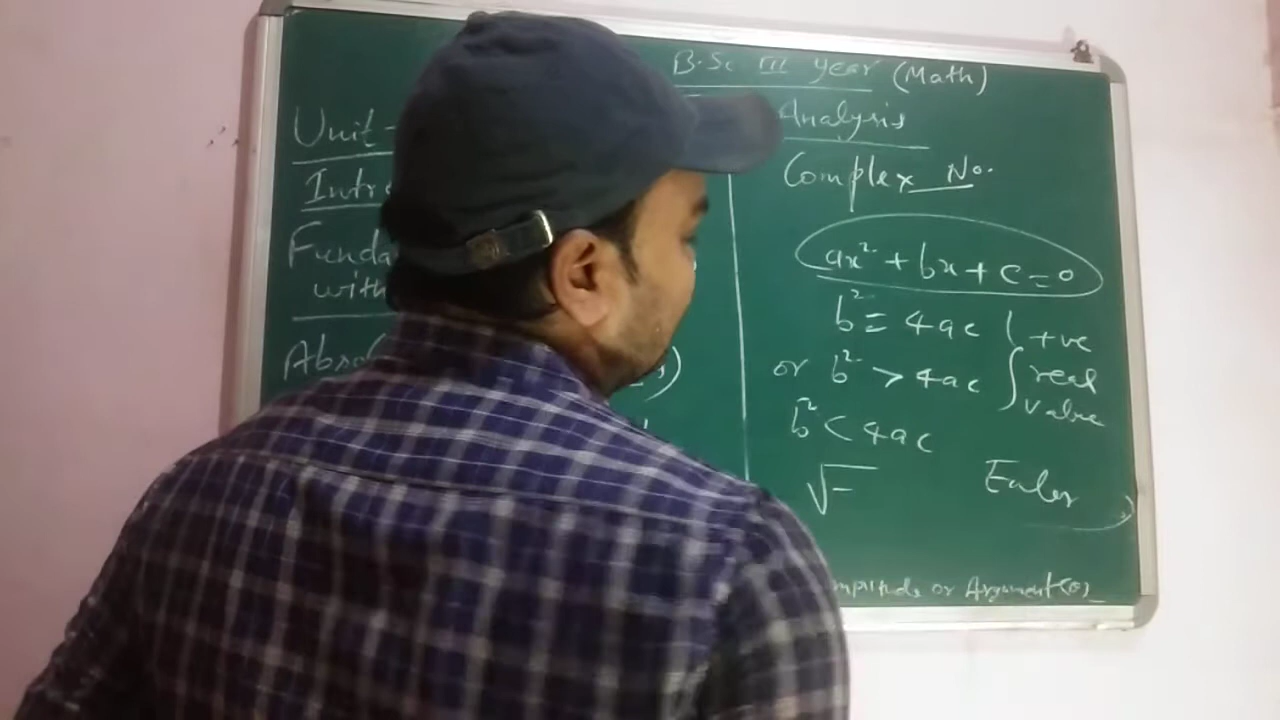 B.Sc III year (Math)
Analysis
Unit-
Intr
Funda
with
Abso
Complex No.
ax²+bx+c=0
b²=4ac
or b²>4ac
+ve
real
value
b²<4ac
√-
Euler
mplitude or Argument(θ)